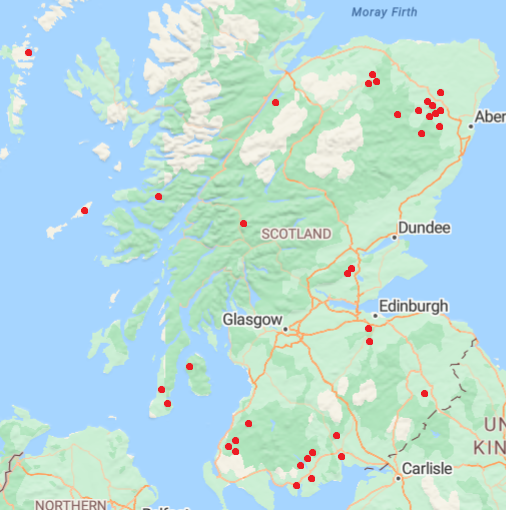 Moray Firth
Aber
Dundee
SCOTLAND
Edinburgh
Glasgow
UN
KIN
Carlisle
NORTHERN